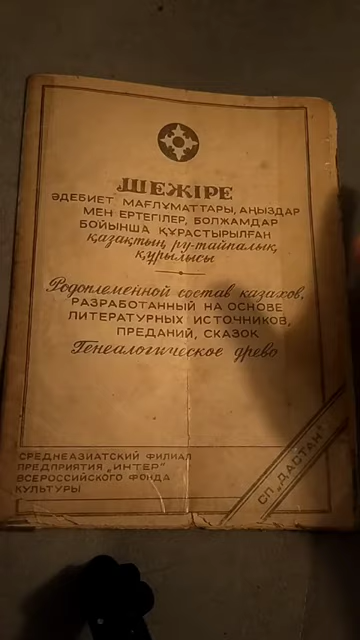 ШЕЖІРЕ
ӘДЕБИЕТ МАҒЛҰМАТТАРЫ, АҢЫЗДАР
МЕН ЕРТЕГІЛЕР, БОЛЖАМДАР
БОЙЫНША ҚҰРАСТЫРЫЛҒАН
қазақтың ру-тайпалық
құрылысы
Родоплеменной состав казахов,
РАЗРАБОТАННЫЙ НА ОСНОВЕ
ЛИТЕРАТУРНЫХ ИСТОЧНИКОВ,
ПРЕДАНИЙ, СКАЗОК
Генеалогическое древо
СРЕДНЕАЗИАТСКИЙ ФИЛИАЛ
ПРЕДПРИЯТИЯ „ИНТЕР"
ВСЕРОССИЙСКОГО ФОНДА
КУЛЬТУРЫ
СП „ДАСТАН"